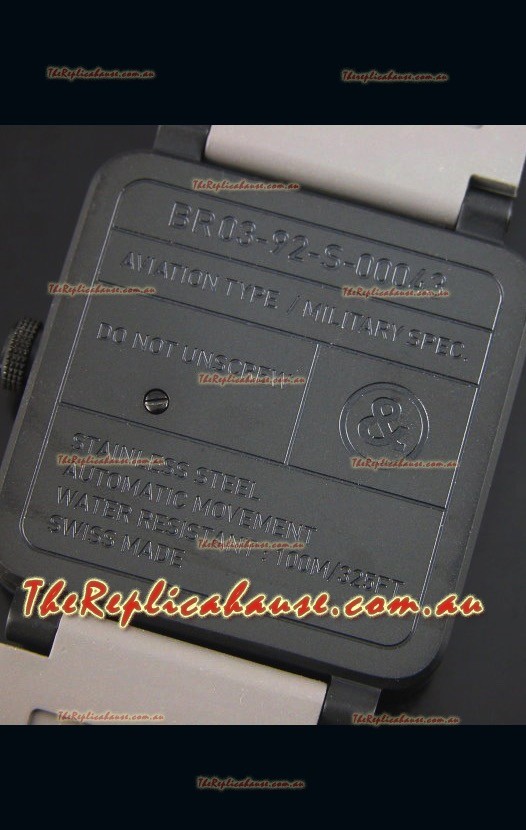 TheReplicahause.com.au TheReplicahause.com.au
TheReplicahause.com.au
BR03-92-S-00043
TheReplicahause.com.au TheReplicahause.com.au
AVIATION TYPE / MILITARY SPEC.
DO NOT UNSCREW
TheReplicahause.com.au
&
STAINLESS STEEL
TheReplicahause.com.au TheReplicahause.com.au
AUTOMATIC MOVEMENT
WATER RESISTANT : 100M/325FT
SWISS MADE
TheReplicahause.com.au
TheReplicahause.com.au
TheReplicahause.com.au TheReplicahause.com.au
TheReplicahause.com.au